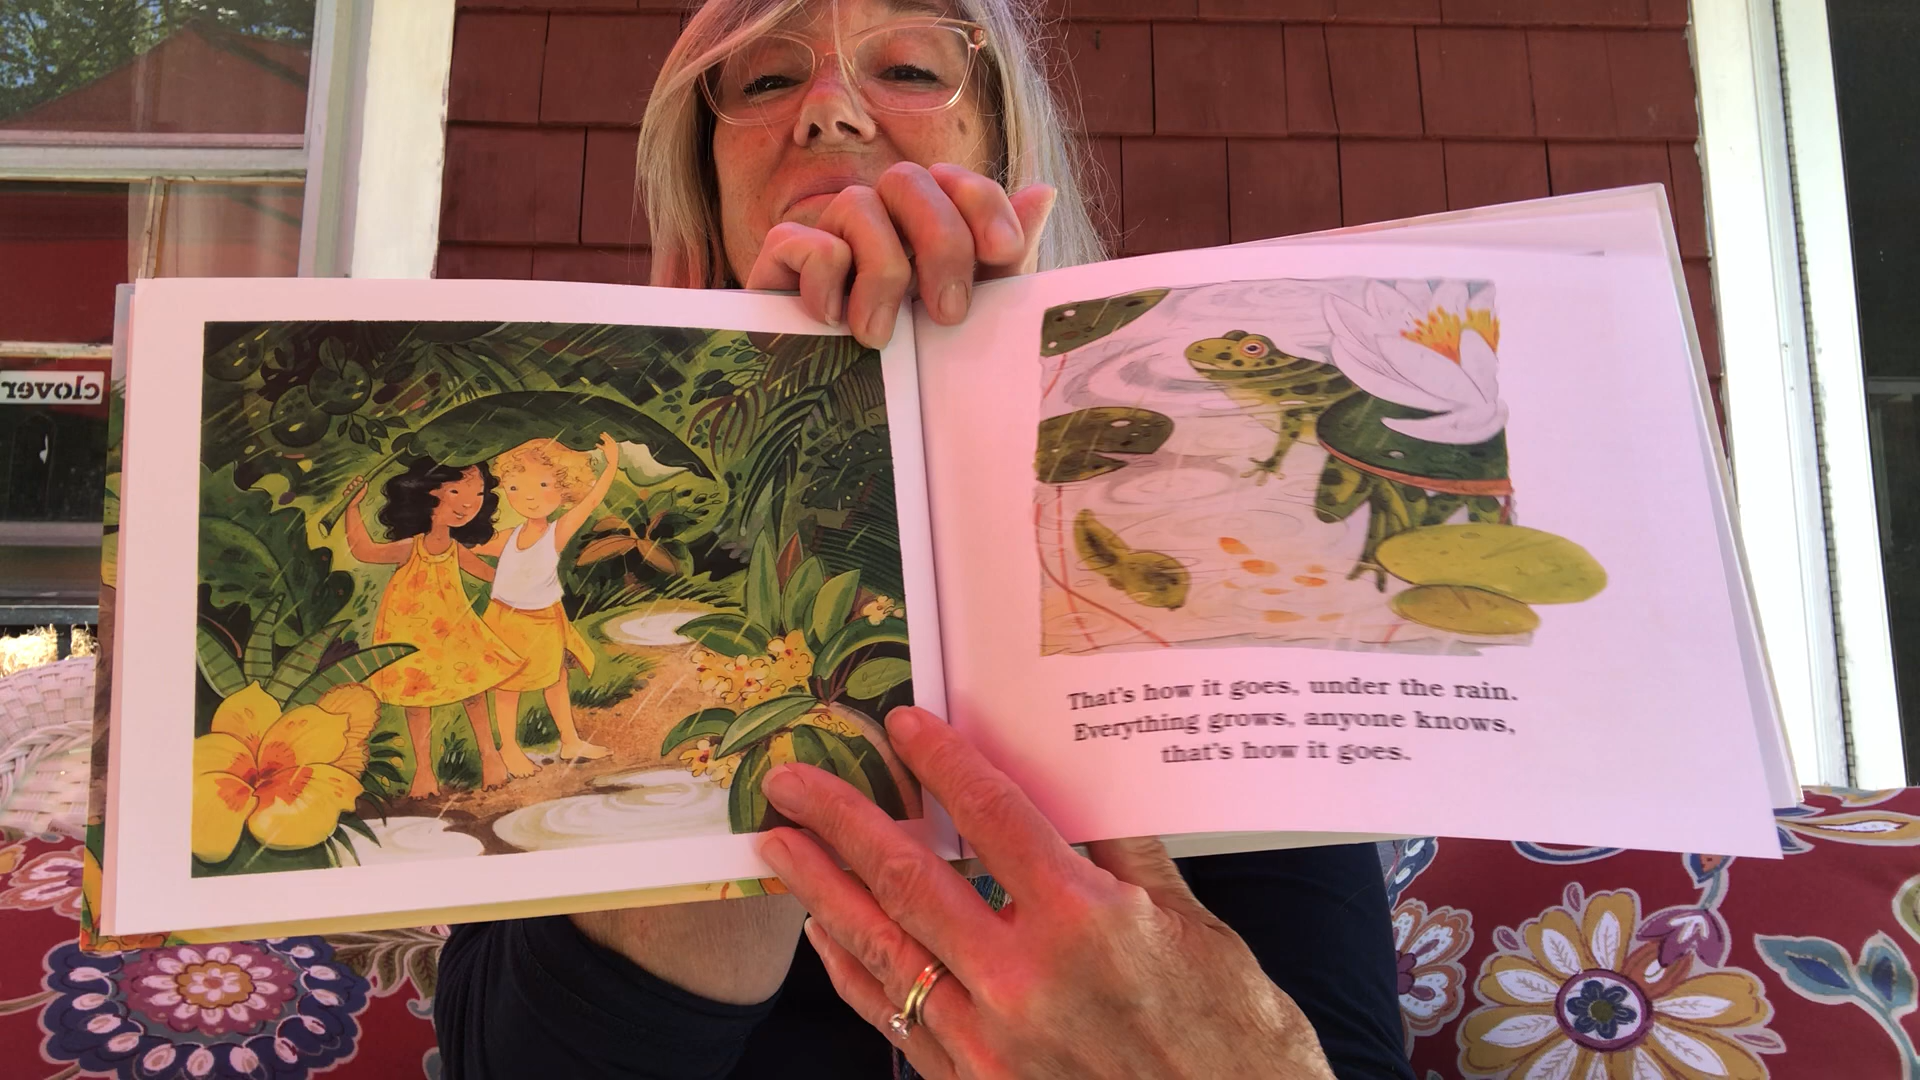 clover
That's how it goes, under the rain.
Everything grows, anyone knows,
that's how it goes.